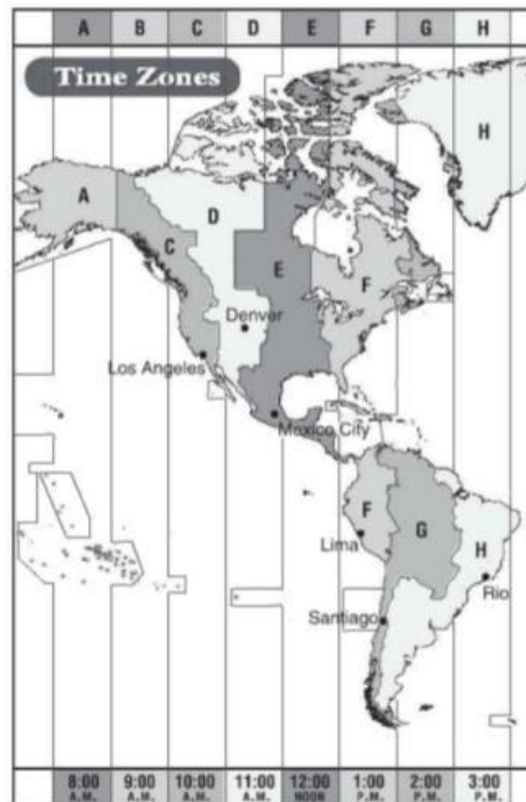 A B C D E F G H
Time Zones
H
A
D
C
E
F
Denver
Los Angeles
Mexico City
F
G
Lima
H
Rio
Santiago
8:00 9:00 10:00 11:00 12:00 1:00 2:00 3:00
A.M. A.M. A.M. A.M. NOON P.M. P.M. P.M.